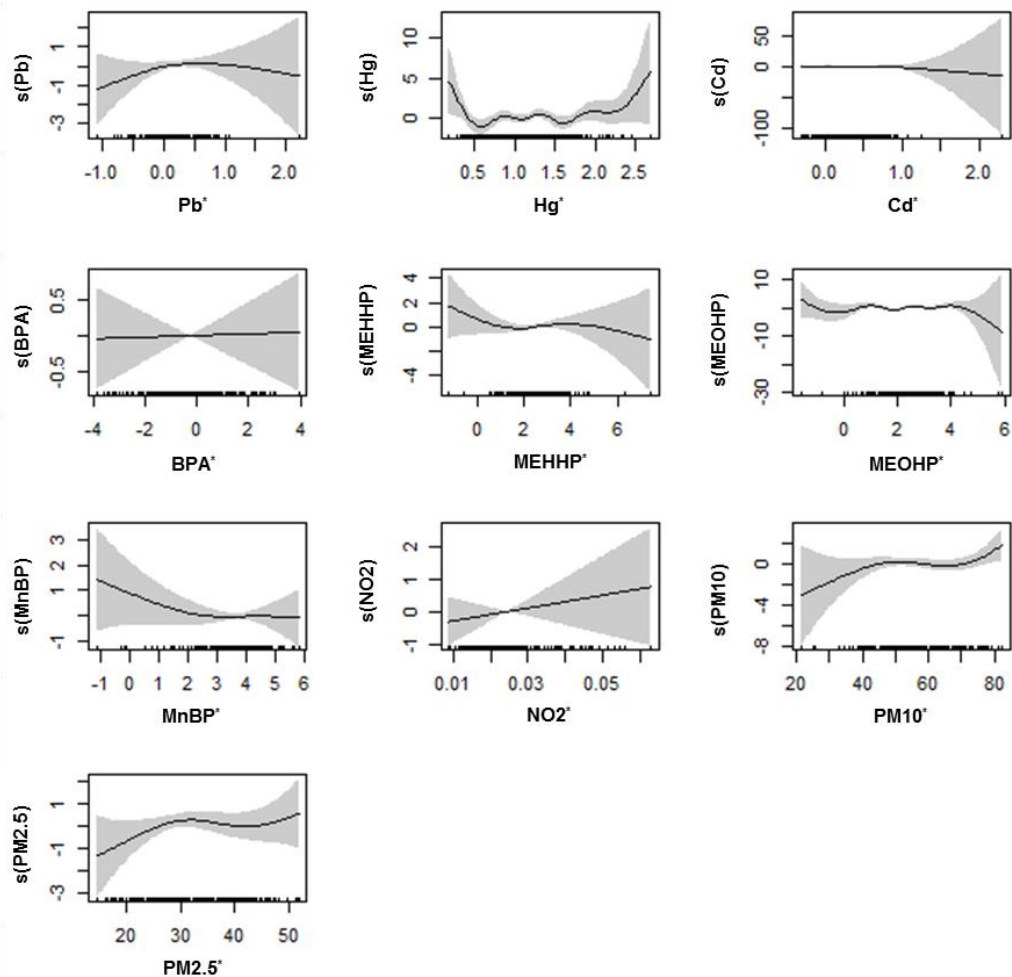 s(Pb)
1
-1
-3
-1.0 0.0 1.0 2.0
Pb*
s(Hg)
10
5
0
0.5 1.0 1.5 2.0 2.5
Hg*
s(Cd)
50
0
-100
0.0 1.0 2.0
Cd*
s(BPA)
0.5
-0.5
-4 -2 0 2 4
BPA*
s(MEHHP)
4
2
0
-4
0 2 4 6
MEHHP*
s(MEOHP)
10
-10
-30
0 2 4 6
MEOHP*
s(MnBP)
3
2
1
-1
-1 0 1 2 3 4 5 6
MnBP*
s(NO2)
2
1
0
-1
0.01 0.03 0.05
NO2*
s(PM10)
0
-4
-8
20 40 60 80
PM10*
s(PM2.5)
1
-1
-3
20 30 40 50
PM2.5*